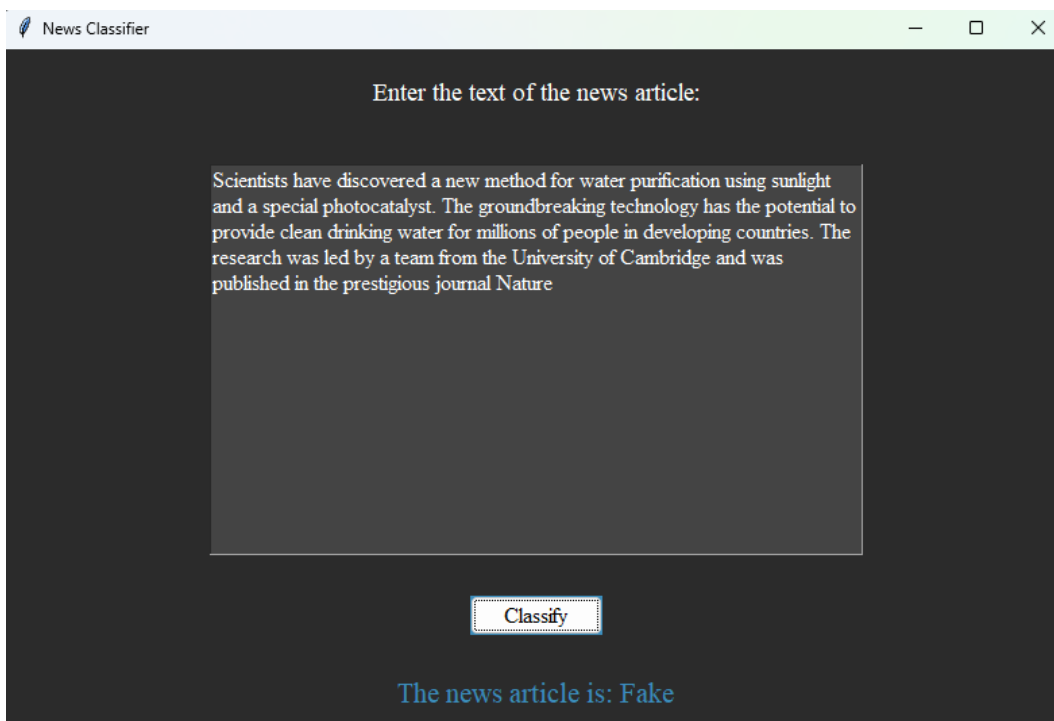 News Classifier
Enter the text of the news article:
Scientists have discovered a new method for water purification using sunlight
and a special photocatalyst. The groundbreaking technology has the potential to
provide clean drinking water for millions of people in developing countries. The
research was led by a team from the University of Cambridge and was
published in the prestigious journal Nature
Classify
The news article is: Fake